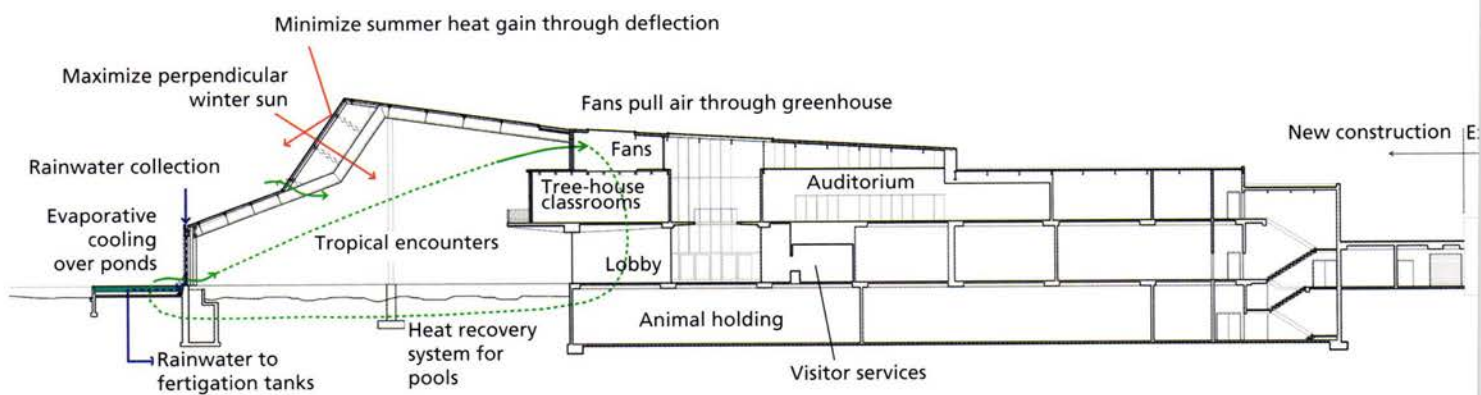 Minimize summer heat gain through deflection
Maximize perpendicular
winter sun
Fans pull air through greenhouse
New construction
E
Rainwater collection
Fans
Tree-house
classrooms
Auditorium
Evaporative
cooling
over ponds
Tropical encounters
Lobby
Animal holding
Heat recovery
system for
pools
Rainwater to
fertigation tanks
Visitor services